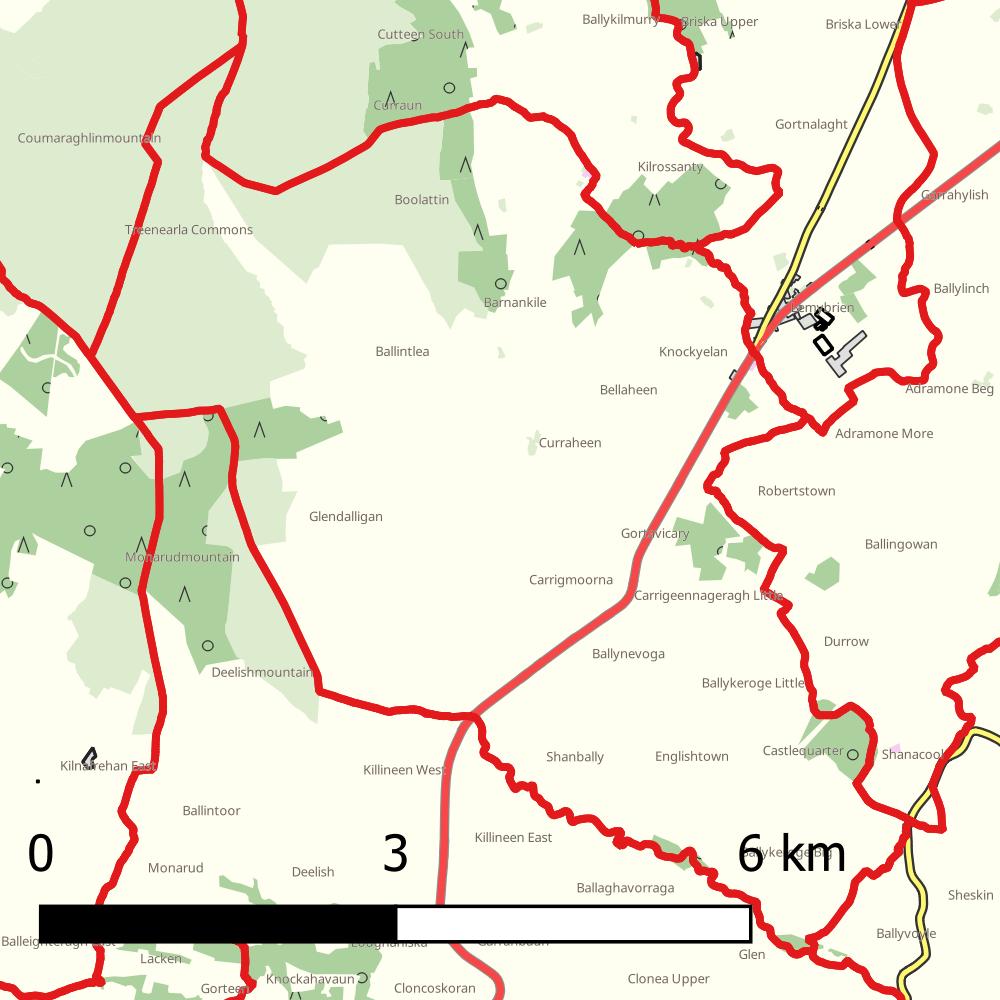 Ballykilmurry
Briska Upper
Briska Lower
Cutteen South
Curraun
Gortnalaght
Coumaraghlinmountain
Kilrossanty
Garrahylish
Boolattin
Treenearla Commons
Ballylinch
Barnankile
Lemybrien
Ballintlea
Knockyelan
Bellaheen
Adramone Beg
Curraheen
Adramone More
Robertstown
Glendalligan
Gortavicary
Ballingowan
Monarudmountain
Carrigmoorna
Carrigeennageragh Little
Durrow
Ballynevoga
Deelishmountain
Ballykeroge Little
Kilnafrehan East
Killineen West
Shanbally
Englishtown
Castlequarter
Shanacool
Ballintoor
Killineen East
Ballykeroge Big
0 3 6 km
Monarud
Deelish
Ballaghavorraga
Sheskin
Balleighteragh East
Loughaniska
Carranbaun
Ballyvoyle
Lacken
Glen
Gorteen
Knockahavaun
Cloncoskoran
Clonea Upper